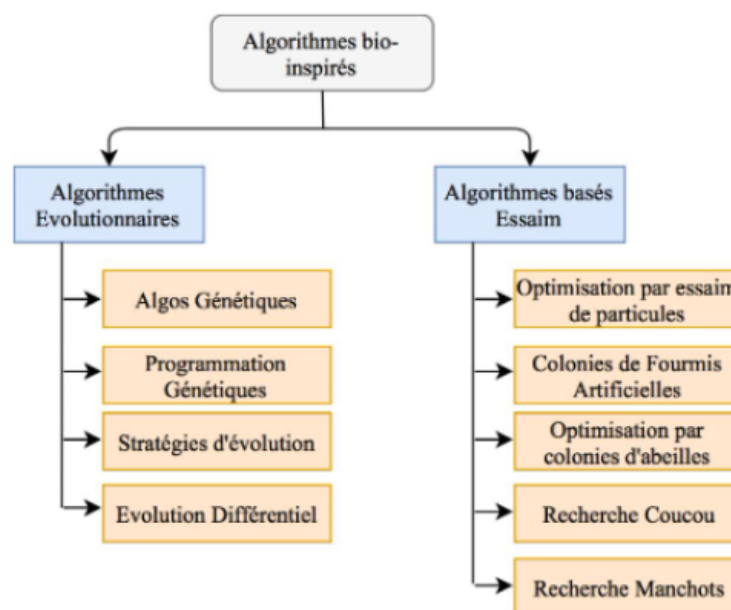 Algorithmes bio-
inspirés
Algorithmes
Evolutionnaires
Algos Génétiques
Programmation
Génétiques
Stratégies d'évolution
Evolution Différentiel
Algorithmes basés
Essaim
Optimisation par essaim
de particules
Colonies de Fourmis
Artificielles
Optimisation par
colonies d'abeilles
Recherche Coucou
Recherche Manchots